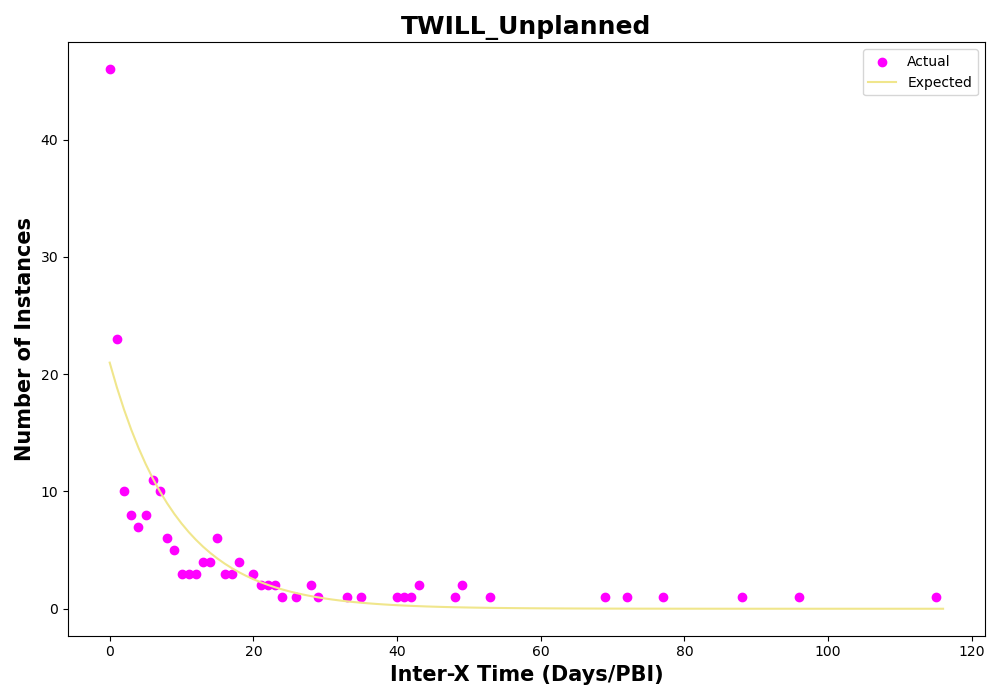 TWILL_Unplanned
Actual
Expected
Number of Instances
40
30
20
10
0
0 20 40 60 80 100 120
Inter-X Time (Days/PBI)